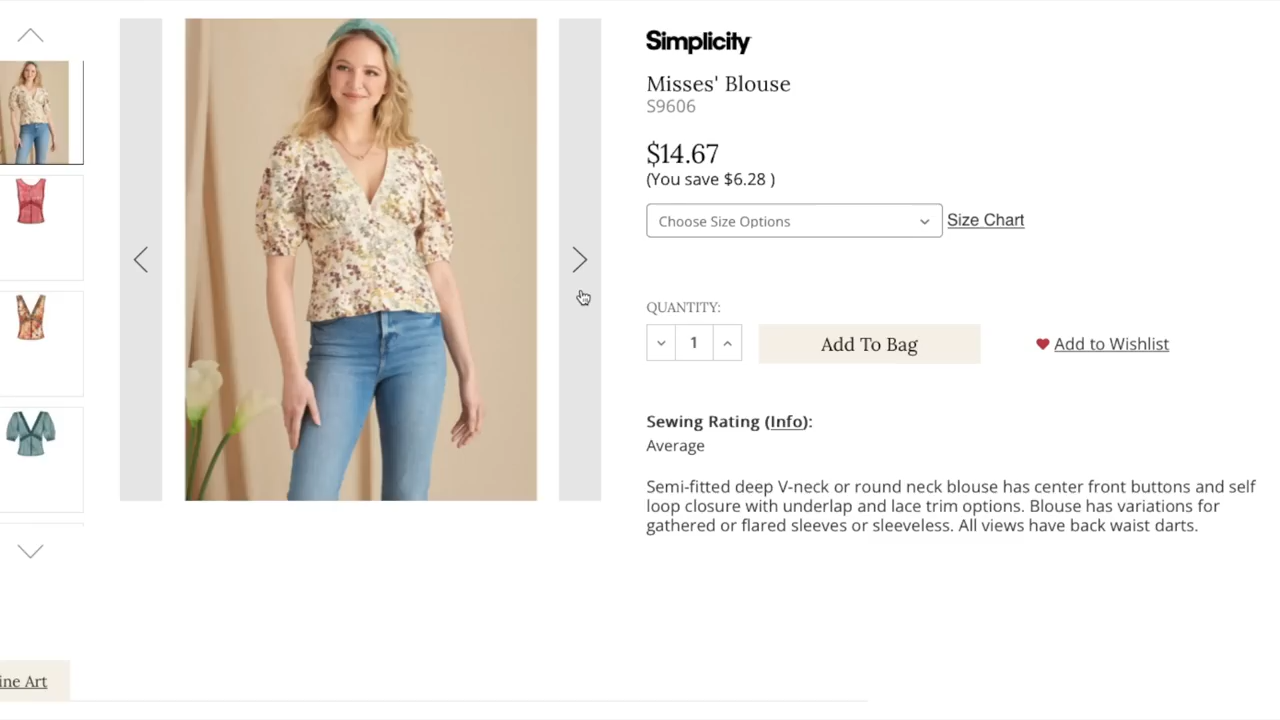 Simplicity
Misses' Blouse
S9606
$14.67
(You save $6.28 )
Choose Size Options
Size Chart
QUANTITY:
1
Add To Bag
Add to Wishlist
Sewing Rating (Info):
Average
Semi-fitted deep V-neck or round neck blouse has center front buttons and self
loop closure with underlap and lace trim options. Blouse has variations for
gathered or flared sleeves or sleeveless. All views have back waist darts.
ine Art